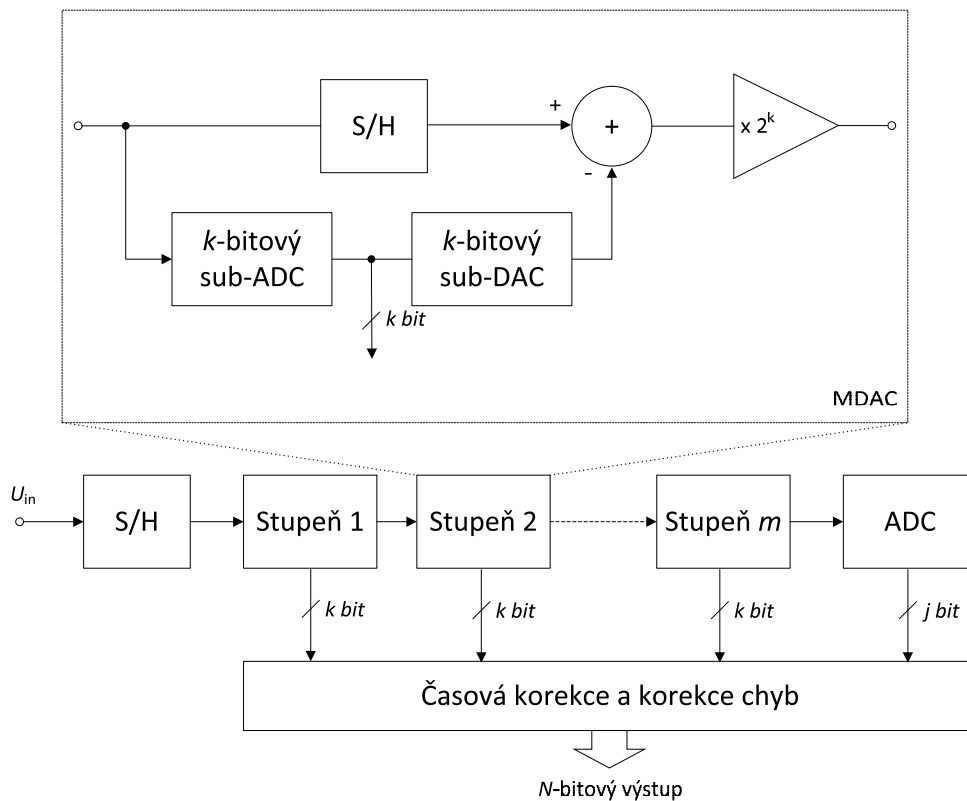 S/H
+
+
-
x 2^k
k-bitový
sub-ADC
k-bitový
sub-DAC
k bit
MDAC
U_in
S/H
Stupeň 1
Stupeň 2
Stupeň m
ADC
k bit
k bit
k bit
j bit
Časová korekce a korekce chyb
N-bitový výstup